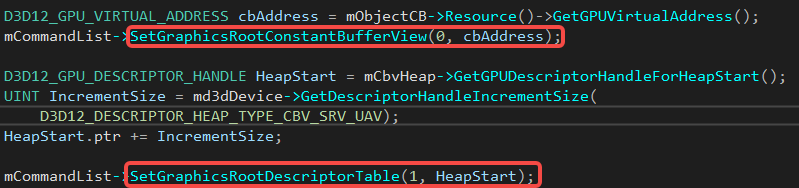 D3D12_GPU_VIRTUAL_ADDRESS cbAddress = mObjectCB->Resource()->GetGPUVirtualAddress();
mCommandList->SetGraphicsRootConstantBufferView(0, cbAddress);
D3D12_GPU_DESCRIPTOR_HANDLE HeapStart = mCbvHeap->GetGPUDescriptorHandleForHeapStart();
UINT IncrementSize = md3dDevice->GetDescriptorHandleIncrementSize(
D3D12_DESCRIPTOR_HEAP_TYPE_CBV_SRV_UAV);
HeapStart.ptr += IncrementSize;
mCommandList->SetGraphicsRootDescriptorTable(1, HeapStart);